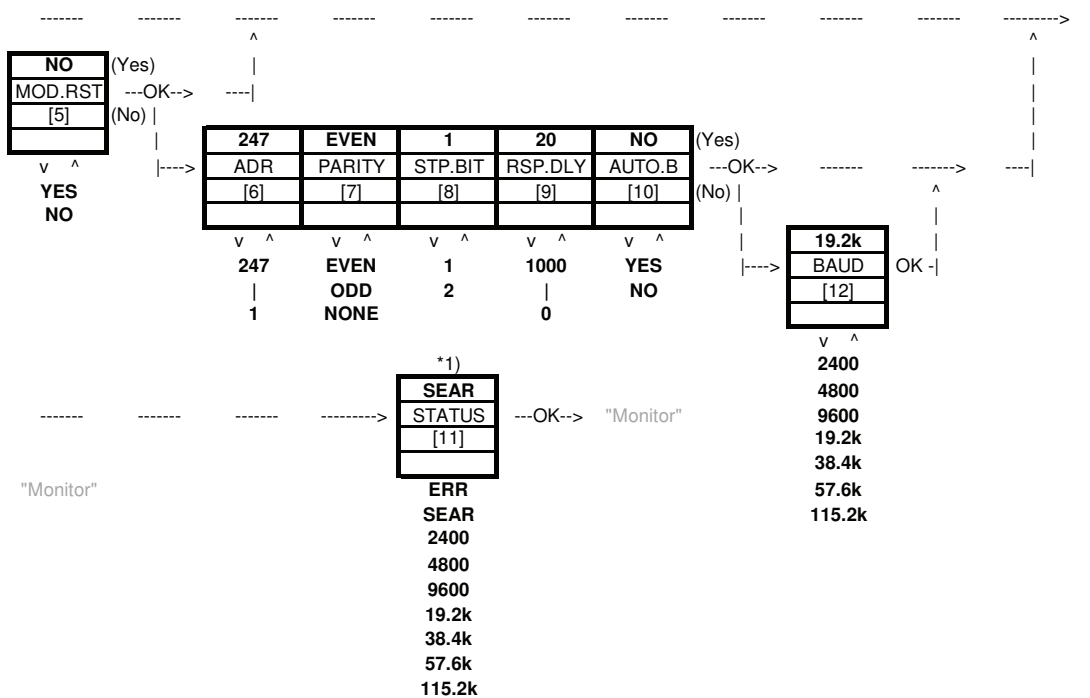 ------- ------- ------- ------- ------- ------- ------- ------- ------- ------- --------->
^ ^
NO (Yes) | |
MOD.RST ---OK--> ----| |
[5] (No) | |
| 247 EVEN 1 20 NO (Yes) |
v ^ |----> ADR PARITY STP.BIT RSP.DLY AUTO.B ---OK--> ------- -------> ----|
YES [6] [7] [8] [9] [10] (No) | ^
NO | |
v ^ v ^ v ^ v ^ v ^ | 19.2k |
247 EVEN 1 1000 YES |----> BAUD OK -|
| ODD 2 | NO [12]
1 NONE 0
v ^
*1) 2400
SEAR 4800
------- ------- ------- ---------> STATUS ---OK--> "Monitor" 9600
[11] 19.2k
38.4k
"Monitor" ERR 57.6k
SEAR 115.2k
2400
4800
9600
19.2k
38.4k
57.6k
115.2k